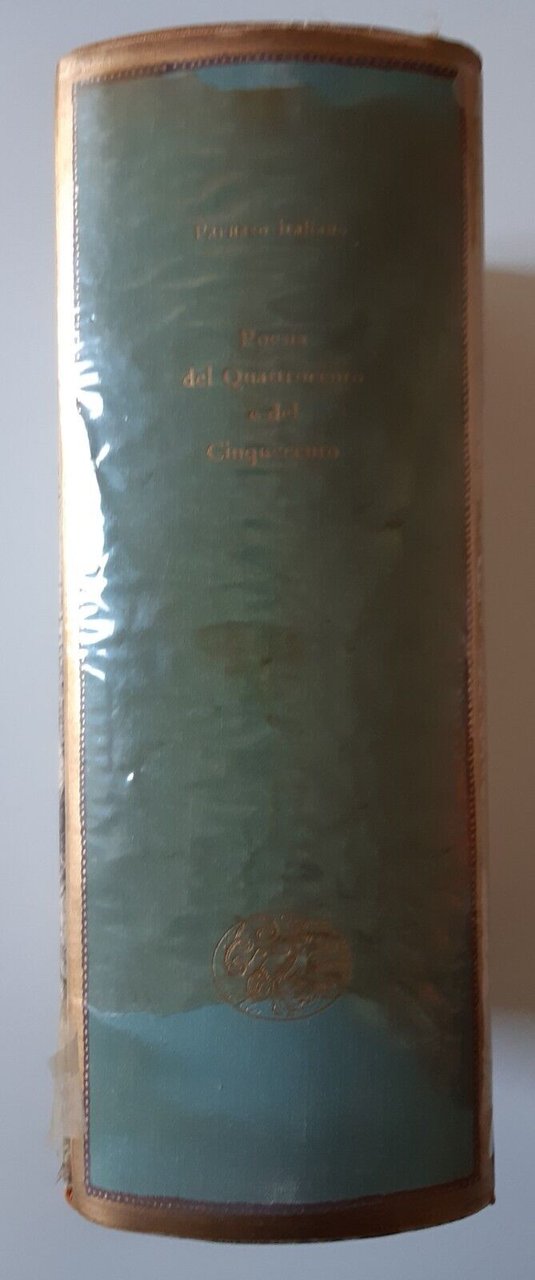 Parnaso italiano
Poesia
del Quattrocento
e del
Cinquecento